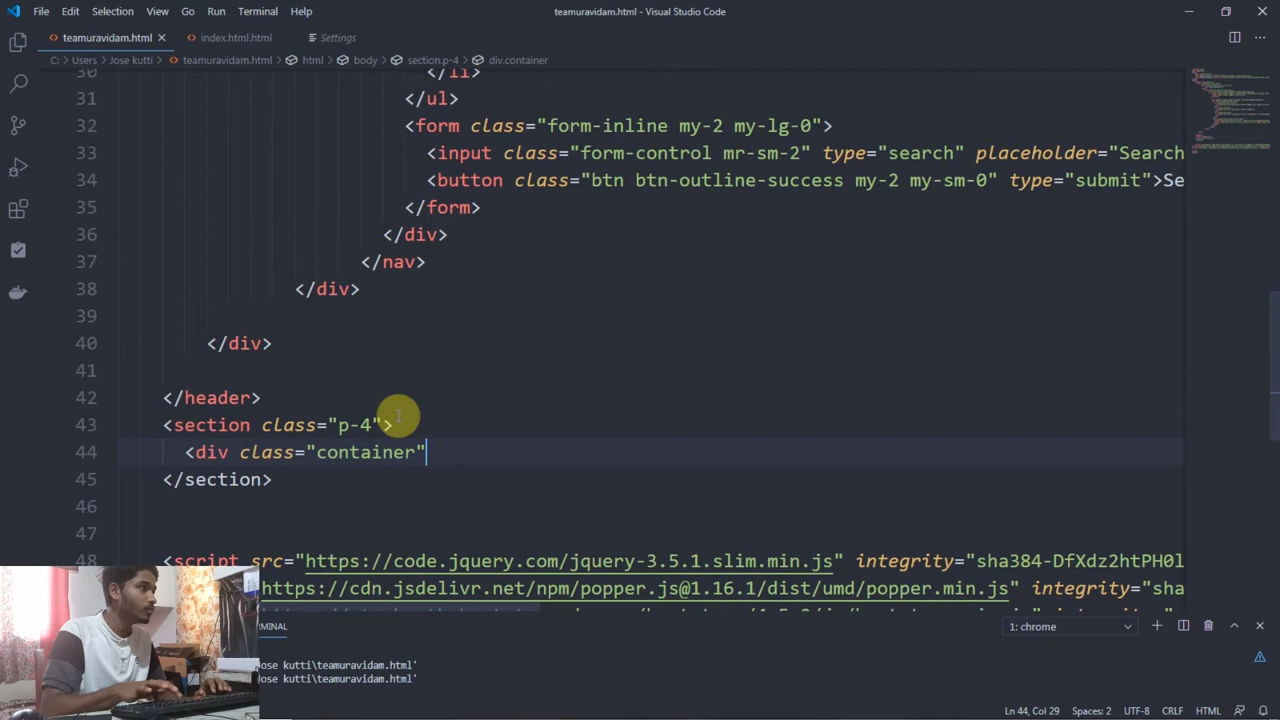 File Edit Selection View Go Run Terminal Help teamuravidam.html - Visual Studio Code
teamuravidam.html index.html.html Settings
C: > Users > Jose kutti > teamuravidam.html > html > body > section.p-4 > div.container
30 </li>
31 </ul>
32 <form class="form-inline my-2 my-lg-0">
33 <input class="form-control mr-sm-2" type="search" placeholder="Search
34 <button class="btn btn-outline-success my-2 my-sm-0" type="submit">Se
35 </form>
36 </div>
37 </nav>
38 </div>
39
40 </div>
41
42 </header>
43 <section class="p-4">
44 <div class="container"
45 </section>
46
47
48 <script src="https://code.jquery.com/jquery-3.5.1.slim.min.js" integrity="sha384-DfXdz2htPH0l
https://cdn.jsdelivr.net/npm/popper.js@1.16.1/dist/umd/popper.min.js" integrity="sha
RMINAL 1: chrome
ose kutti\teamuravidam.html'
ose kutti\teamuravidam.html'
Ln 44, Col 29 Spaces: 2 UTF-8 CRLF HTML